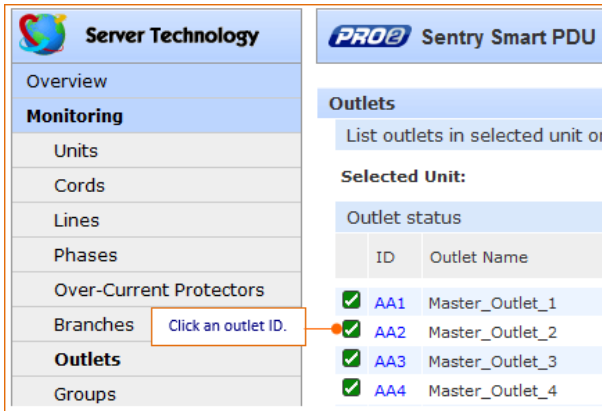 Server Technology
PRO2 Sentry Smart PDU
Overview
Monitoring
Units
Cords
Lines
Phases
Over-Current Protectors
Branches
Outlets
Groups
Click an outlet ID.
Outlets
List outlets in selected unit or
Selected Unit:
Outlet status
ID Outlet Name
AA1 Master_Outlet_1
AA2 Master_Outlet_2
AA3 Master_Outlet_3
AA4 Master_Outlet_4